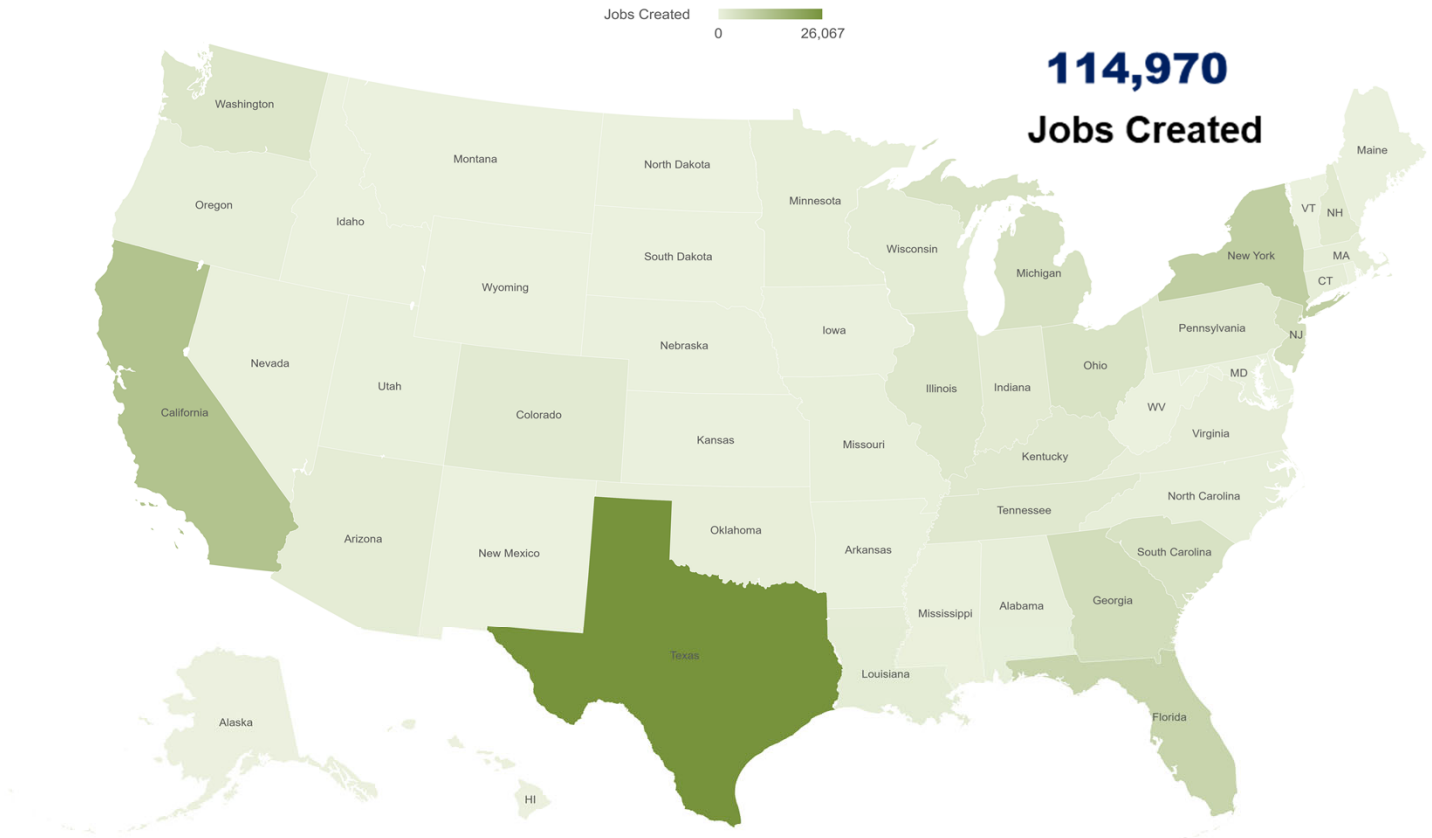 Jobs Created
0 26,067
114,970
Jobs Created
Washington
Montana
North Dakota
Minnesota
Maine
Oregon
Idaho
South Dakota
Wisconsin
Michigan
New York
VT
NH
MA
CT
Wyoming
Iowa
Pennsylvania
NJ
Nevada
Utah
Nebraska
Illinois
Indiana
Ohio
MD
California
Colorado
Kansas
Missouri
Kentucky
WV
Virginia
Arizona
New Mexico
Oklahoma
Arkansas
Tennessee
North Carolina
South Carolina
Mississippi
Alabama
Georgia
Texas
Louisiana
Florida
Alaska
HI